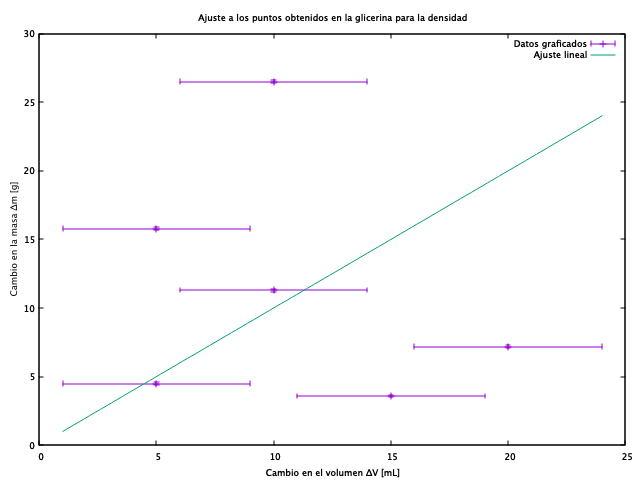 Ajuste a los puntos obtenidos en la glicerina para la densidad
30
25
20
15
10
5
0
Cambio en la masa Δm [g]
Datos graficados
Ajuste lineal
0
5
10
15
20
25
Cambio en el volumen ΔV [mL]